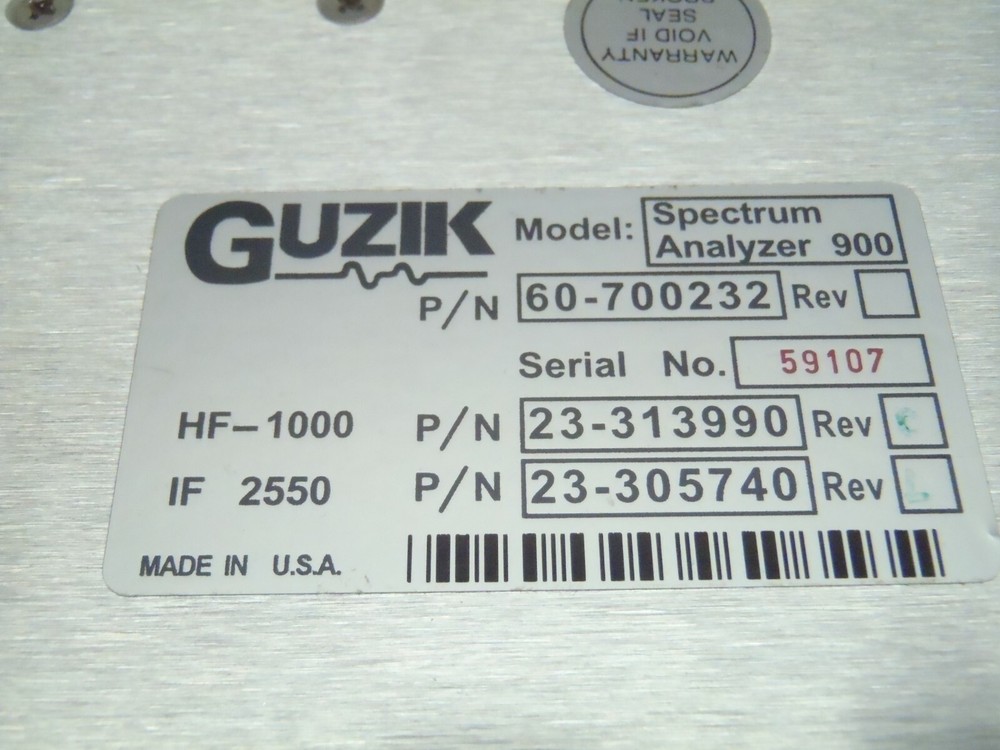 WARRANTY
VOID IF
SEAL
BROKEN
GUZIK
Model: Spectrum
Analyzer 900
P/N 60-700232 Rev
Serial No. 59107
HF-1000 P/N 23-313990 Rev
IF 2550 P/N 23-305740 Rev L
MADE IN U.S.A.